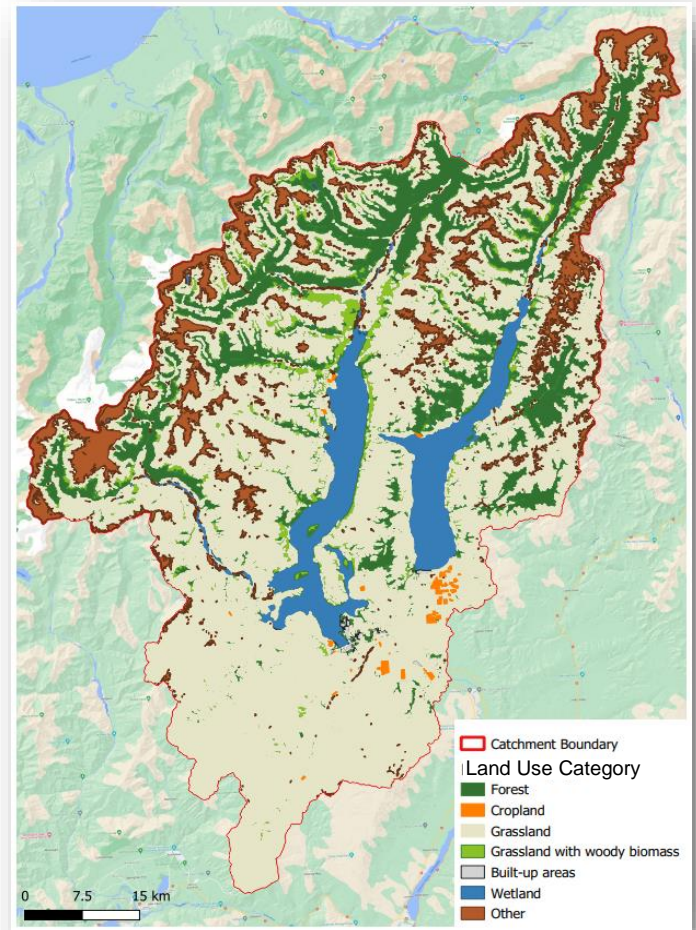 Catchment Boundary
Land Use Category
Forest
Cropland
Grassland
Grassland with woody biomass
Built-up areas
Wetland
Other
0 7.5 15 km